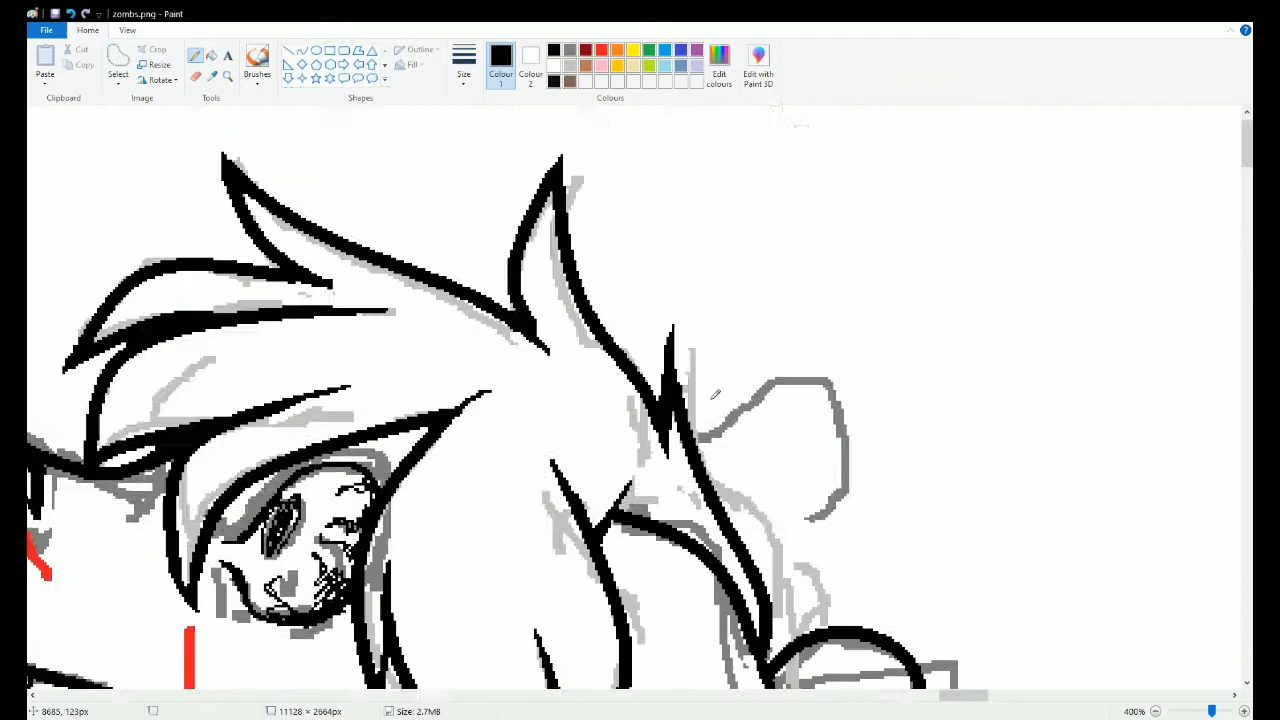 zombs.png - Paint
File Home View
Paste Cut Copy Clipboard
Select Crop Resize Rotate Image
Tools
Brushes
Outline Fill Shapes
Size
Colour 1 Colour 2 Edit colours Colours
Edit with Paint 3D
8685, 123px 11128 × 2664px Size: 2.7MB 400%